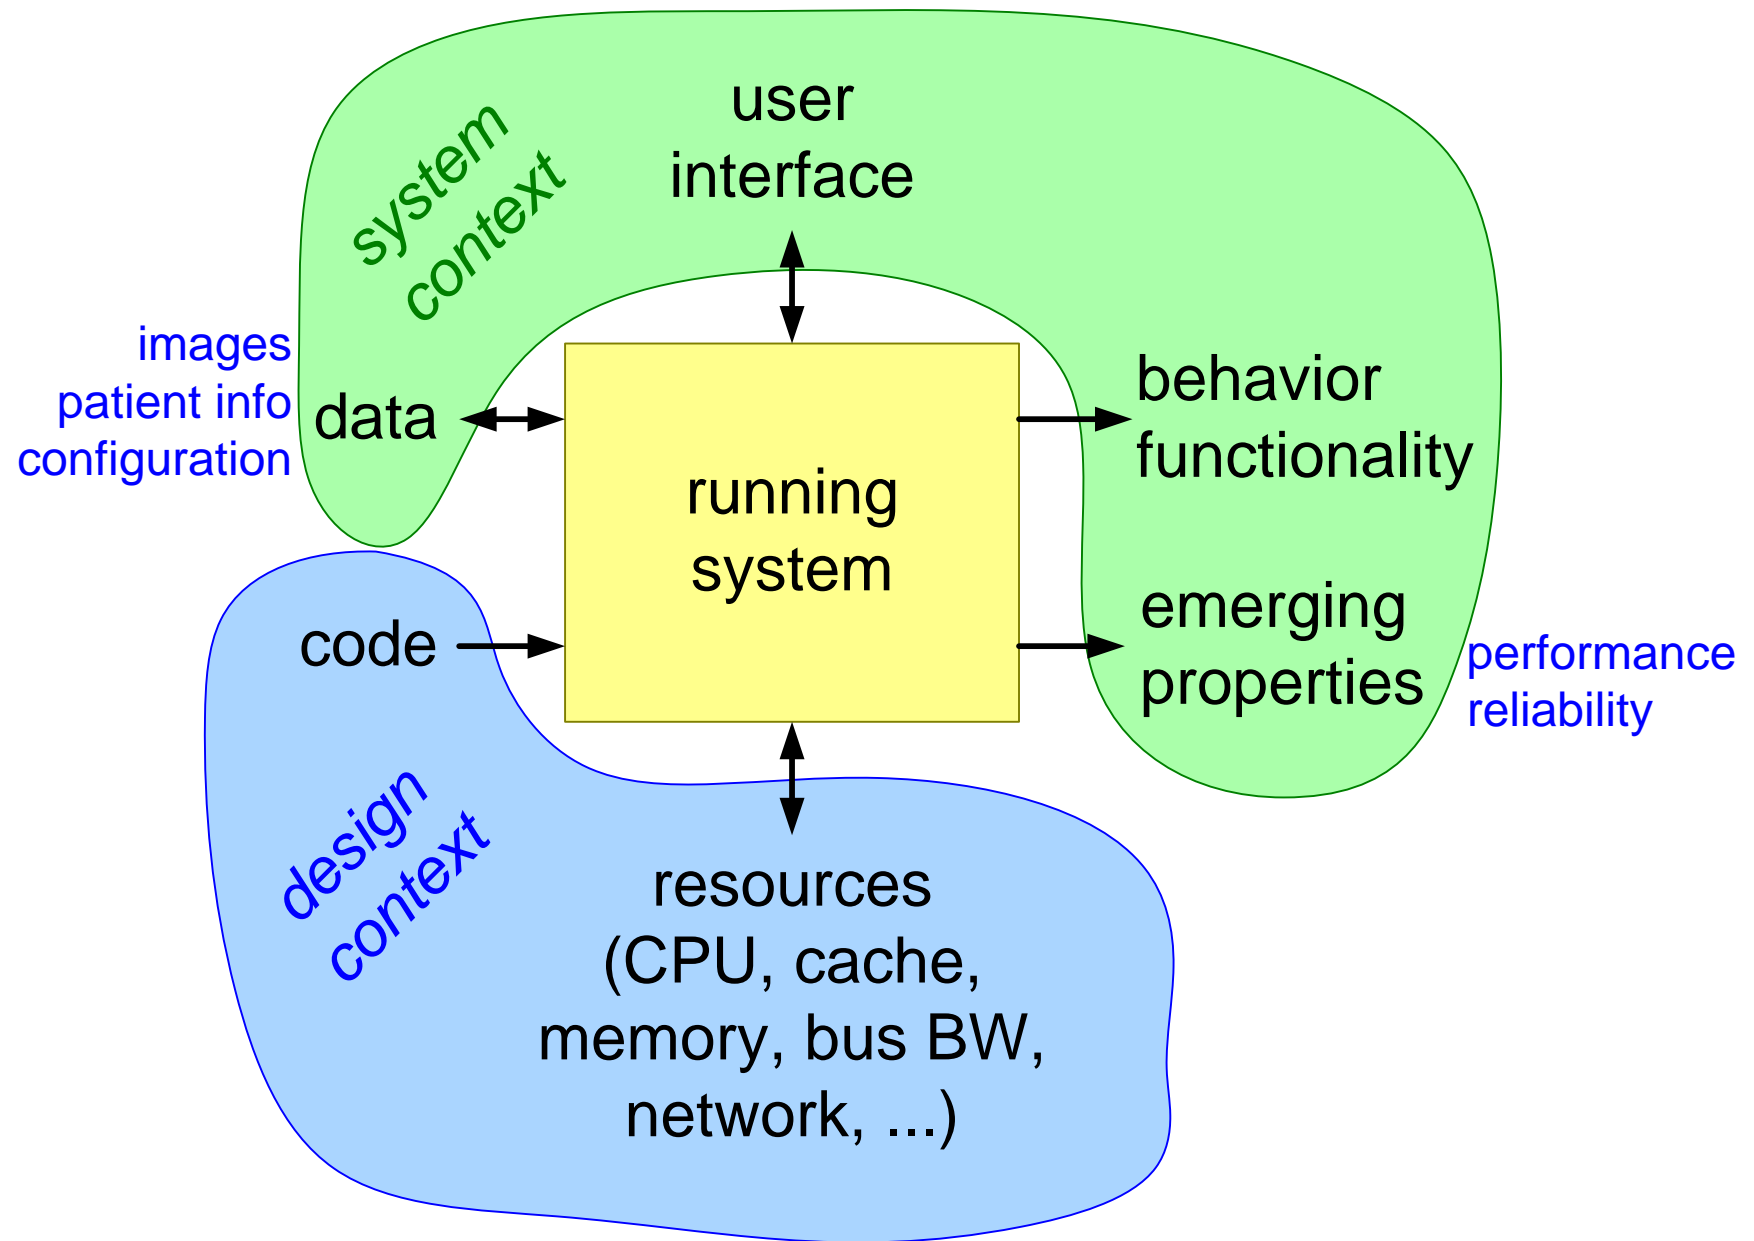 user
interface
system
context
images
patient info
configuration
data
running
system
behavior
functionality
emerging
properties
performance
reliability
code
design
context
resources
(CPU, cache,
memory, bus BW,
network, ...)